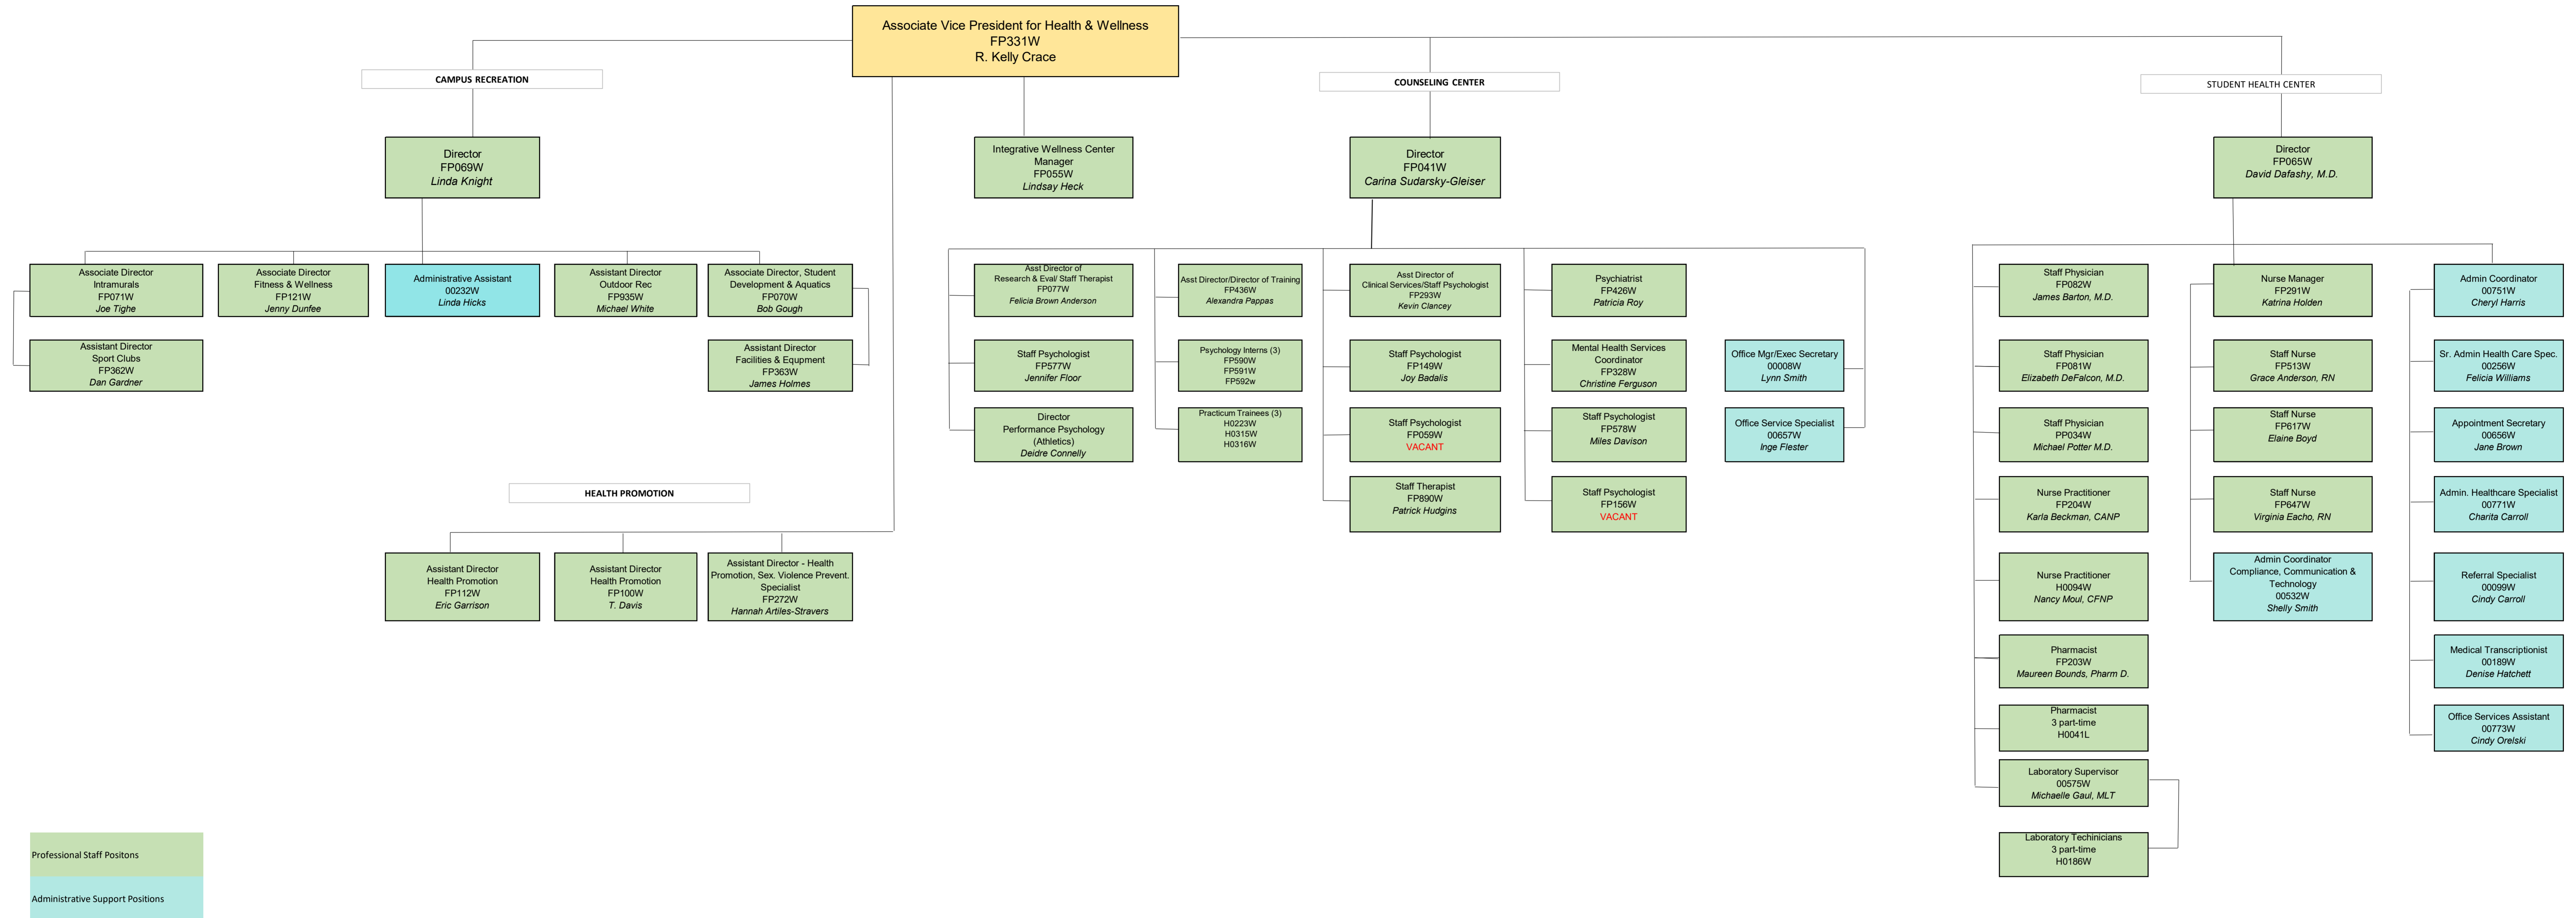 Associate Vice President for Health & Wellness
FP331W
R. Kelly Crace
CAMPUS RECREATION
COUNSELING CENTER
STUDENT HEALTH CENTER
Director
FP069W
Linda Knight
Integrative Wellness Center
Manager
FP055W
Lindsay Heck
Director
FP041W
Carina Sudarsky-Gleiser
Director
FP065W
David Dafashy, M.D.
Associate Director
Intramurals
FP071W
Joe Tighe
Associate Director
Fitness & Wellness
FP121W
Jenny Dunfee
Administrative Assistant
00232W
Linda Hicks
Assistant Director
Outdoor Rec
FP935W
Michael White
Associate Director, Student
Development & Aquatics
FP070W
Bob Gough
Assistant Director
Sport Clubs
FP362W
Dan Gardner
Assistant Director
Facilities & Equpment
FP363W
James Holmes
HEALTH PROMOTION
Assistant Director
Health Promotion
FP112W
Eric Garrison
Assistant Director
Health Promotion
FP100W
T. Davis
Assistant Director - Health
Promotion, Sex. Violence Prevent.
Specialist
FP272W
Hannah Artiles-Stravers
Asst Director of
Research & Eval/ Staff Therapist
FP077W
Felicia Brown Anderson
Staff Psychologist
FP577W
Jennifer Floor
Director
Performance Psychology
(Athletics)
Deidre Connelly
Asst Director/Director of Training
FP436W
Alexandra Pappas
Psychology Interns (3)
FP590W
FP591W
FP592w
Practicum Trainees (3)
H0223W
H0315W
H0316W
Asst Director of
Clinical Services/Staff Psychologist
FP293W
Kevin Clancey
Staff Psychologist
FP149W
Joy Badalis
Staff Psychologist
FP059W
VACANT
Staff Therapist
FP890W
Patrick Hudgins
Psychiatrist
FP426W
Patricia Roy
Mental Health Services
Coordinator
FP328W
Christine Ferguson
Staff Psychologist
FP578W
Miles Davison
Staff Psychologist
FP156W
VACANT
Office Mgr/Exec Secretary
00008W
Lynn Smith
Office Service Specialist
00657W
Inge Flester
Staff Physician
FP082W
James Barton, M.D.
Staff Physician
FP081W
Elizabeth DeFalcon, M.D.
Staff Physician
PP034W
Michael Potter M.D.
Nurse Practitioner
FP204W
Karla Beckman, CANP
Nurse Practitioner
H0094W
Nancy Moul, CFNP
Pharmacist
FP203W
Maureen Bounds, Pharm D.
Pharmacist
3 part-time
H0041L
Laboratory Supervisor
00575W
Michaelle Gaul, MLT
Laboratory Techinicians
3 part-time
H0186W
Nurse Manager
FP291W
Katrina Holden
Staff Nurse
FP513W
Grace Anderson, RN
Staff Nurse
FP617W
Elaine Boyd
Staff Nurse
FP647W
Virginia Eacho, RN
Admin Coordinator
Compliance, Communication &
Technology
00532W
Shelly Smith
Admin Coordinator
00751W
Cheryl Harris
Sr. Admin Health Care Spec.
00256W
Felicia Williams
Appointment Secretary
00656W
Jane Brown
Admin. Healthcare Specialist
00771W
Charita Carroll
Referral Specialist
00099W
Cindy Carroll
Medical Transcriptionist
00189W
Denise Hatchett
Office Services Assistant
00773W
Cindy Orelski
Professional Staff Positons
Administrative Support Positions